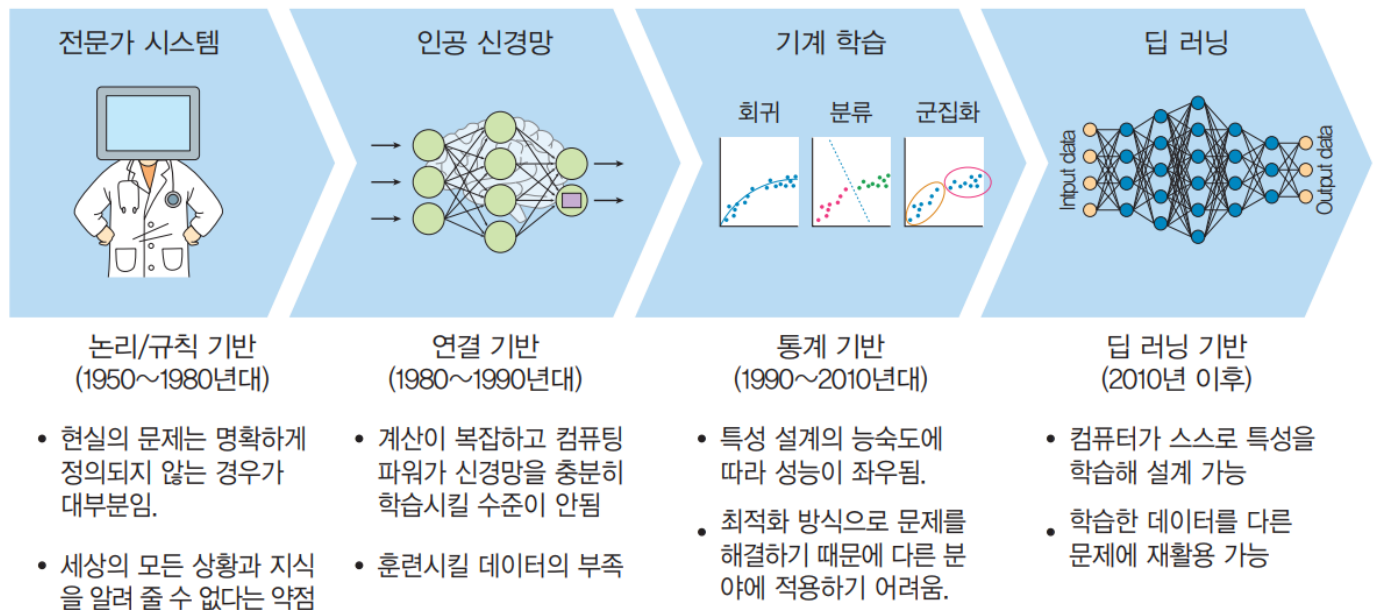 전문가 시스템
인공 신경망
기계 학습
딥 러닝
회귀
분류
군집화
Intput data
Output data
논리/규칙 기반
(1950～1980년대)
• 현실의 문제는 명확하게
정의되지 않는 경우가
대부분임.
• 세상의 모든 상황과 지식
을 알려 줄 수 없다는 약점
연결 기반
(1980～1990년대)
• 계산이 복잡하고 컴퓨팅
파워가 신경망을 충분히
학습시킬 수준이 안됨
• 훈련시킬 데이터의 부족
통계 기반
(1990～2010년대)
• 특성 설계의 능숙도에
따라 성능이 좌우됨.
• 최적화 방식으로 문제를
해결하기 때문에 다른 분
야에 적용하기 어려움.
딥 러닝 기반
(2010년 이후)
• 컴퓨터가 스스로 특성을
학습해 설계 가능
• 학습한 데이터를 다른
문제에 재활용 가능